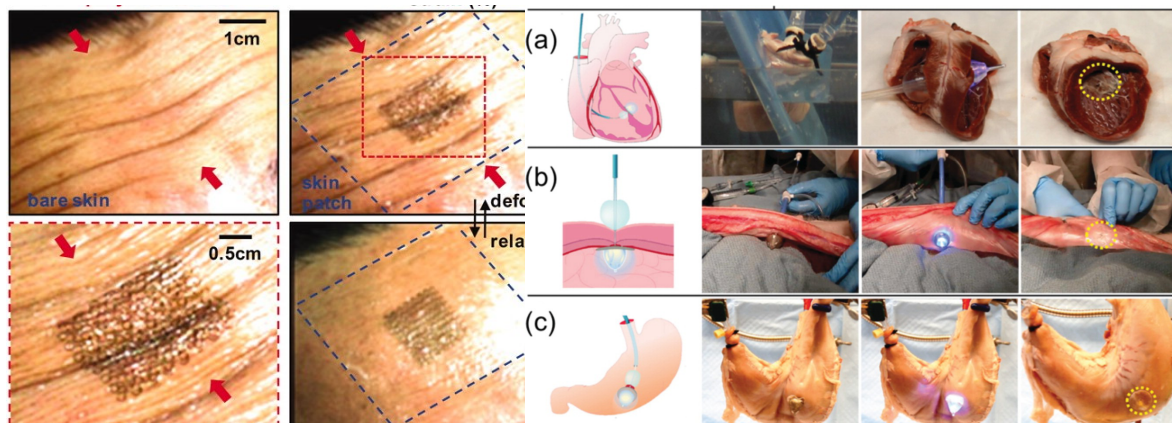 1cm
bare skin
skin
patch
0.5cm
defo
rela
(a)
(b)
(c)